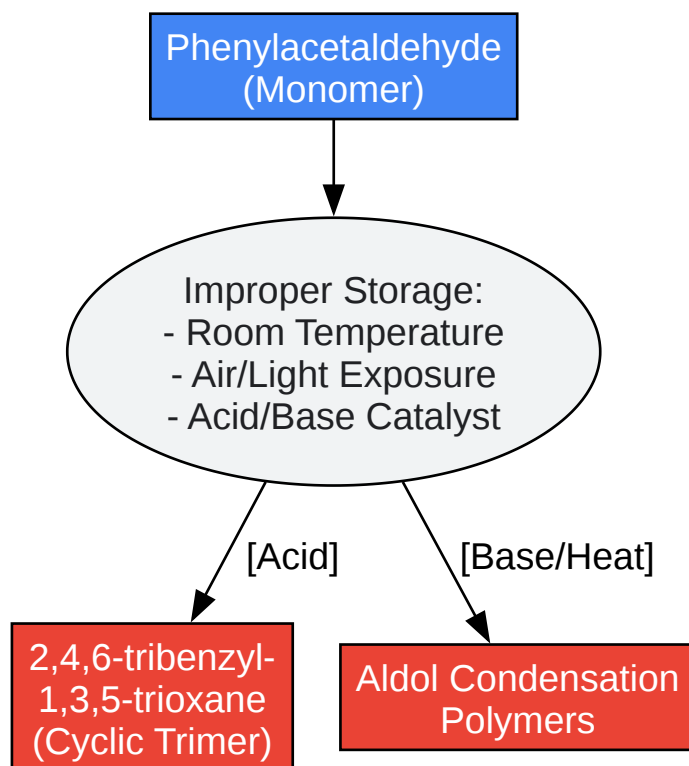 Phenylacetaldehyde
(Monomer)
Improper Storage:
- Room Temperature
- Air/Light Exposure
- Acid/Base Catalyst
[Acid]
[Base/Heat]
2,4,6-tribenzyl-
1,3,5-trioxane
(Cyclic Trimer)
Aldol Condensation
Polymers